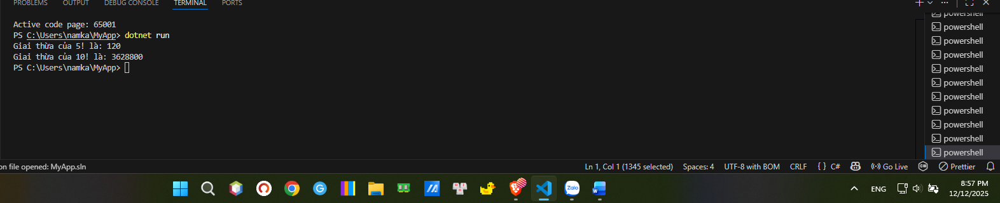 PROBLEMS OUTPUT DEBUG CONSOLE TERMINAL PORTS
Active code page: 65001
PS C:\Users\namka\MyApp> dotnet run
Giai thừa của 5! là: 120
Giai thừa của 10! là: 3628800
PS C:\Users\namka\MyApp>
powershell
powershell
powershell
powershell
powershell
powershell
powershell
powershell
powershell
powershell
powershell
on file opened: MyApp.sln
Ln 1, Col 1 (1345 selected) Spaces: 4 UTF-8 with BOM CRLF { } C# Go Live Prettier
Zalo
ENG
8:57 PM
12/12/2025